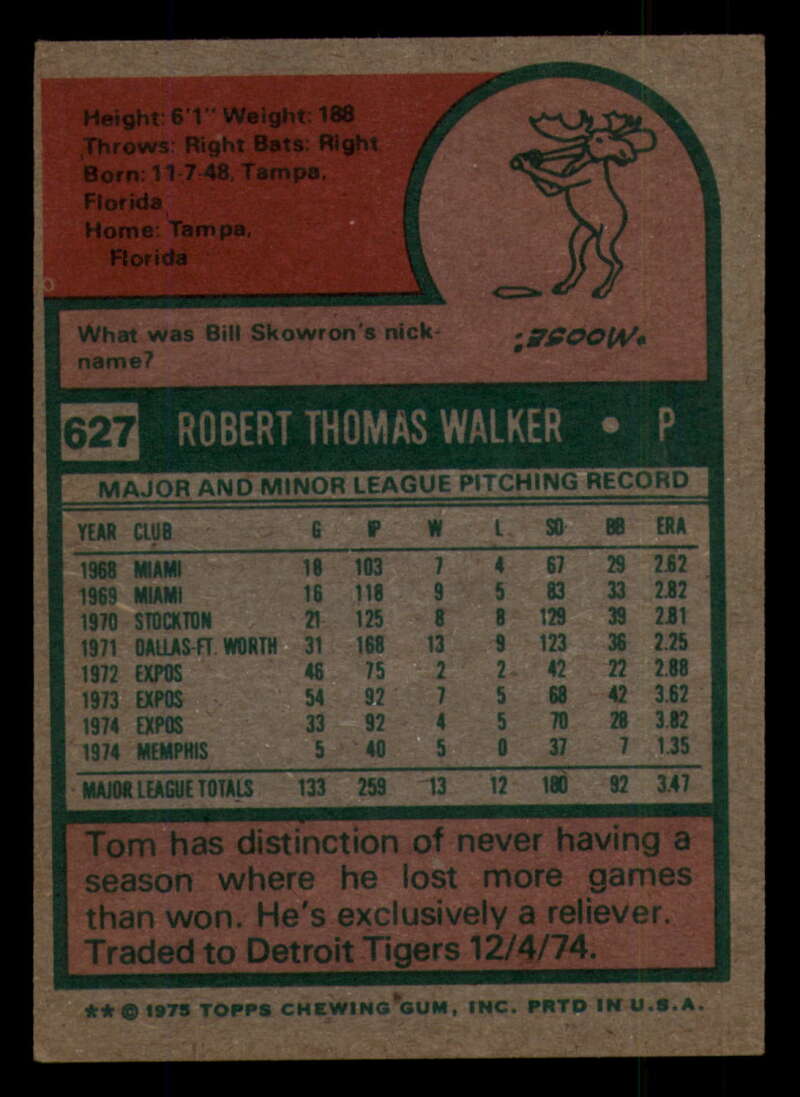 Height: 6'1" Weight: 188
Throws: Right Bats: Right
Born: 11-7-48, Tampa,
Florida
Home: Tampa,
Florida
What was Bill Skowron's nick-
name?
"Moose."
627 ROBERT THOMAS WALKER • P
MAJOR AND MINOR LEAGUE PITCHING RECORD
YEAR CLUB G IP W L SO BB ERA
1968 MIAMI 18 103 7 4 67 29 2.62
1969 MIAMI 16 118 9 5 83 33 2.82
1970 STOCKTON 21 125 8 8 129 39 2.81
1971 DALLAS-FT. WORTH 31 168 13 9 123 36 2.25
1972 EXPOS 46 75 2 2 42 22 2.88
1973 EXPOS 54 92 7 5 68 42 3.62
1974 EXPOS 33 92 4 5 70 28 3.82
1974 MEMPHIS 5 40 5 0 37 7 1.35
MAJOR LEAGUE TOTALS 133 259 13 12 180 92 3.47
Tom has distinction of never having a
season where he lost more games
than won. He's exclusively a reliever.
Traded to Detroit Tigers 12/4/74.
** © 1975 TOPPS CHEWING GUM, INC. PRTD IN U.S.A.